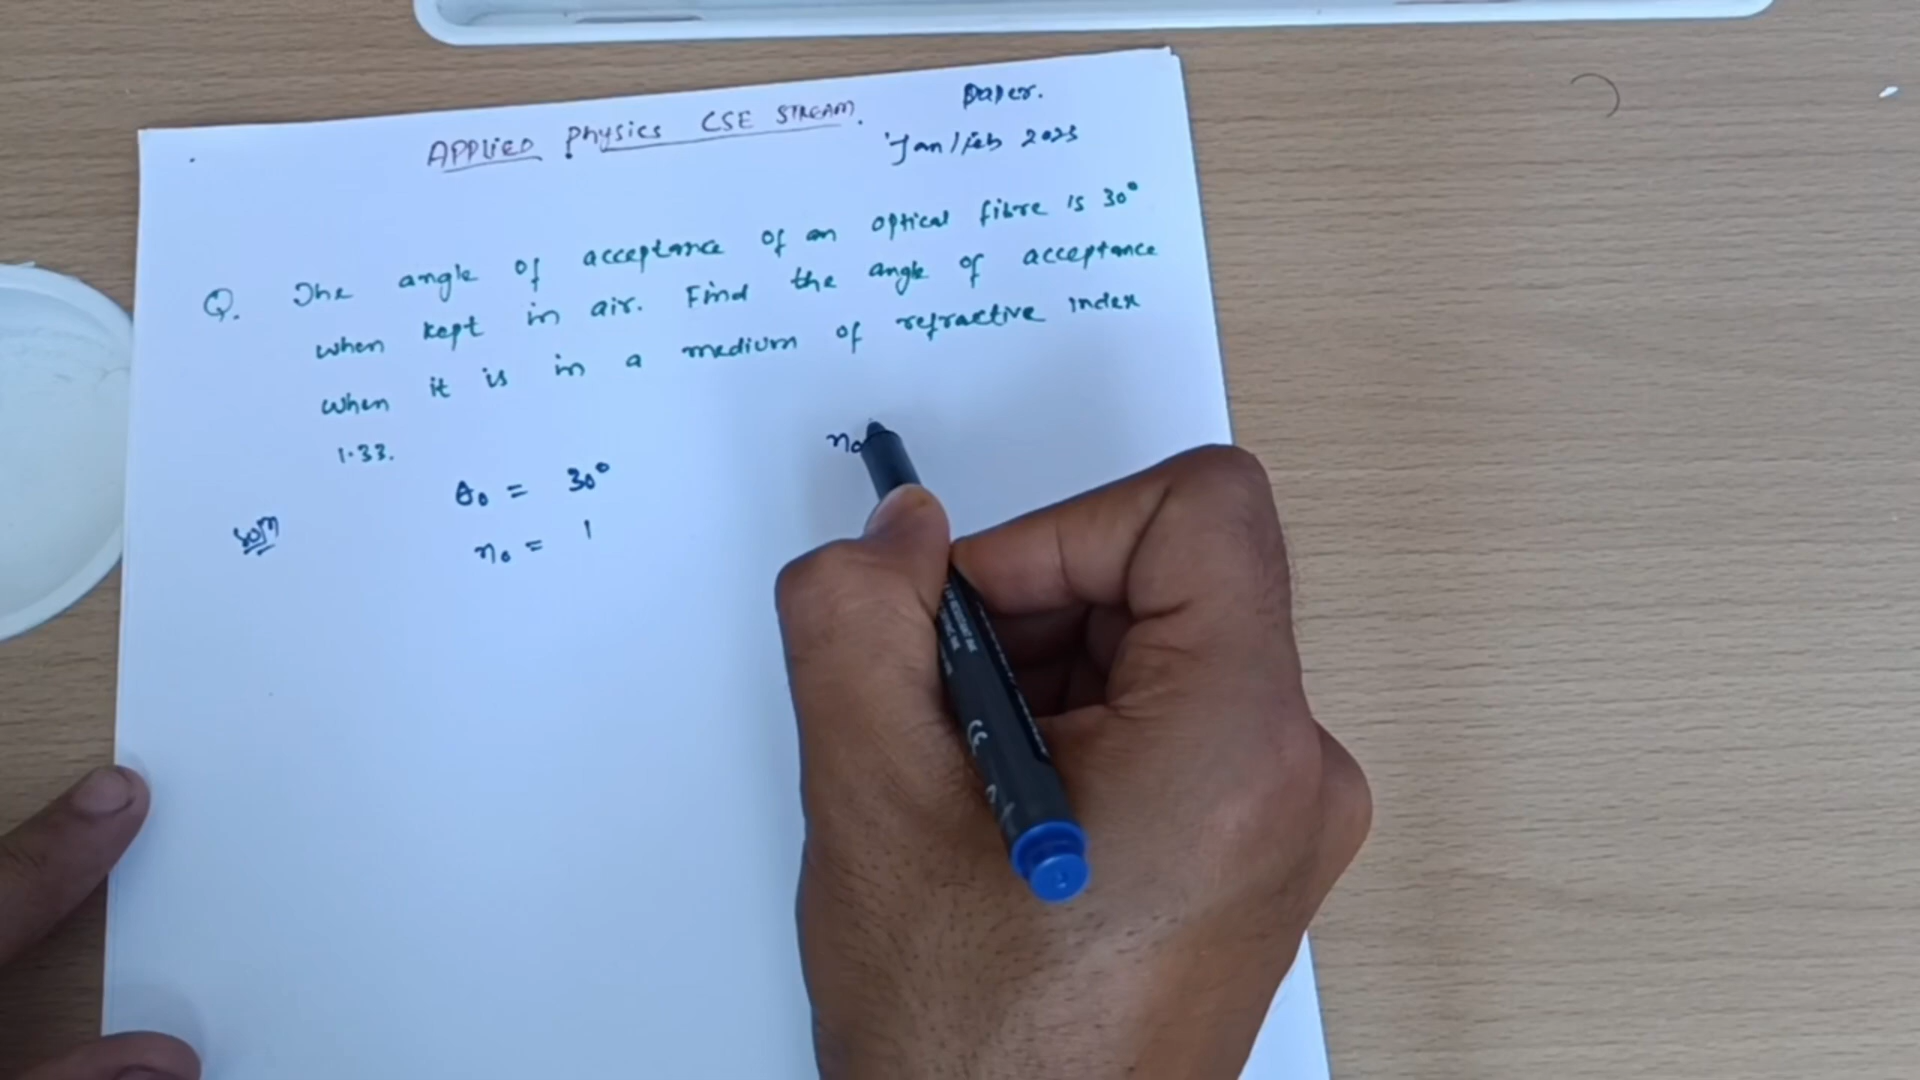 APPLIED Physics CSE STREAM.
Paper.
Jan/Feb 2025
Q. The angle of acceptance of an optical fibre is 30°
when kept in air. Find the angle of acceptance
when it is in a medium of refractive index
1.33.
Soln
θ₀ = 30°
n₀ = 1
n₀